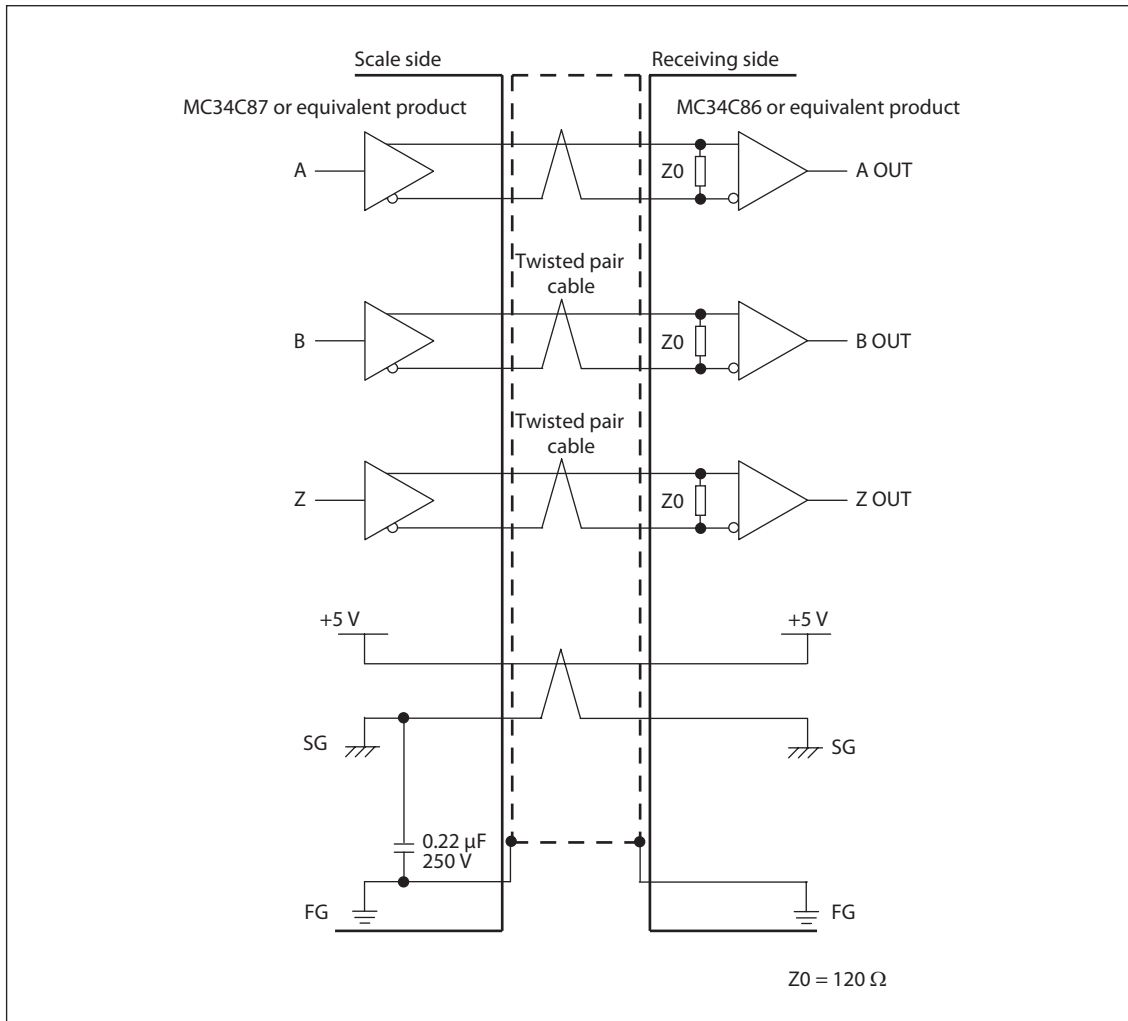 Scale side
Receiving side
MC34C87 or equivalent product
MC34C86 or equivalent product
A
Z0
A OUT
Twisted pair
cable
B
Z0
B OUT
Twisted pair
cable
Z
Z0
Z OUT
+5 V
+5 V
SG
SG
0.22 µF
250 V
FG
FG
Z0 = 120 Ω